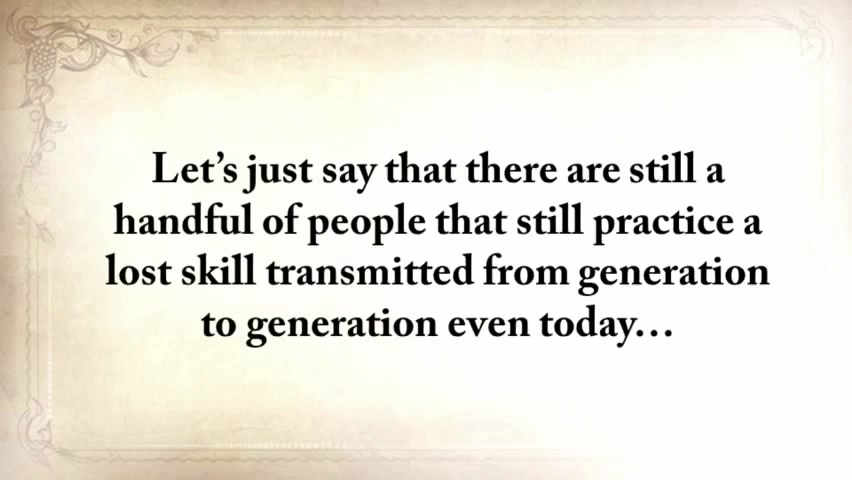 Let’s just say that there are still a
handful of people that still practice a
lost skill transmitted from generation
to generation even today…